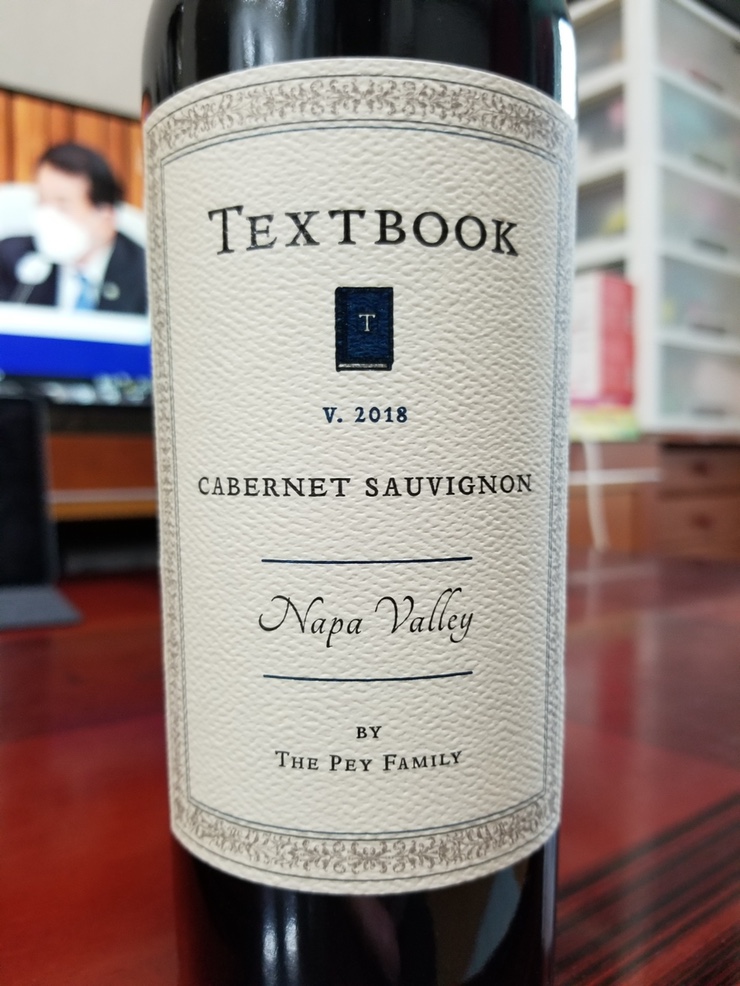 TEXTBOOK
T
V. 2018
CABERNET SAUVIGNON
Napa Valley
BY
THE PEY FAMILY